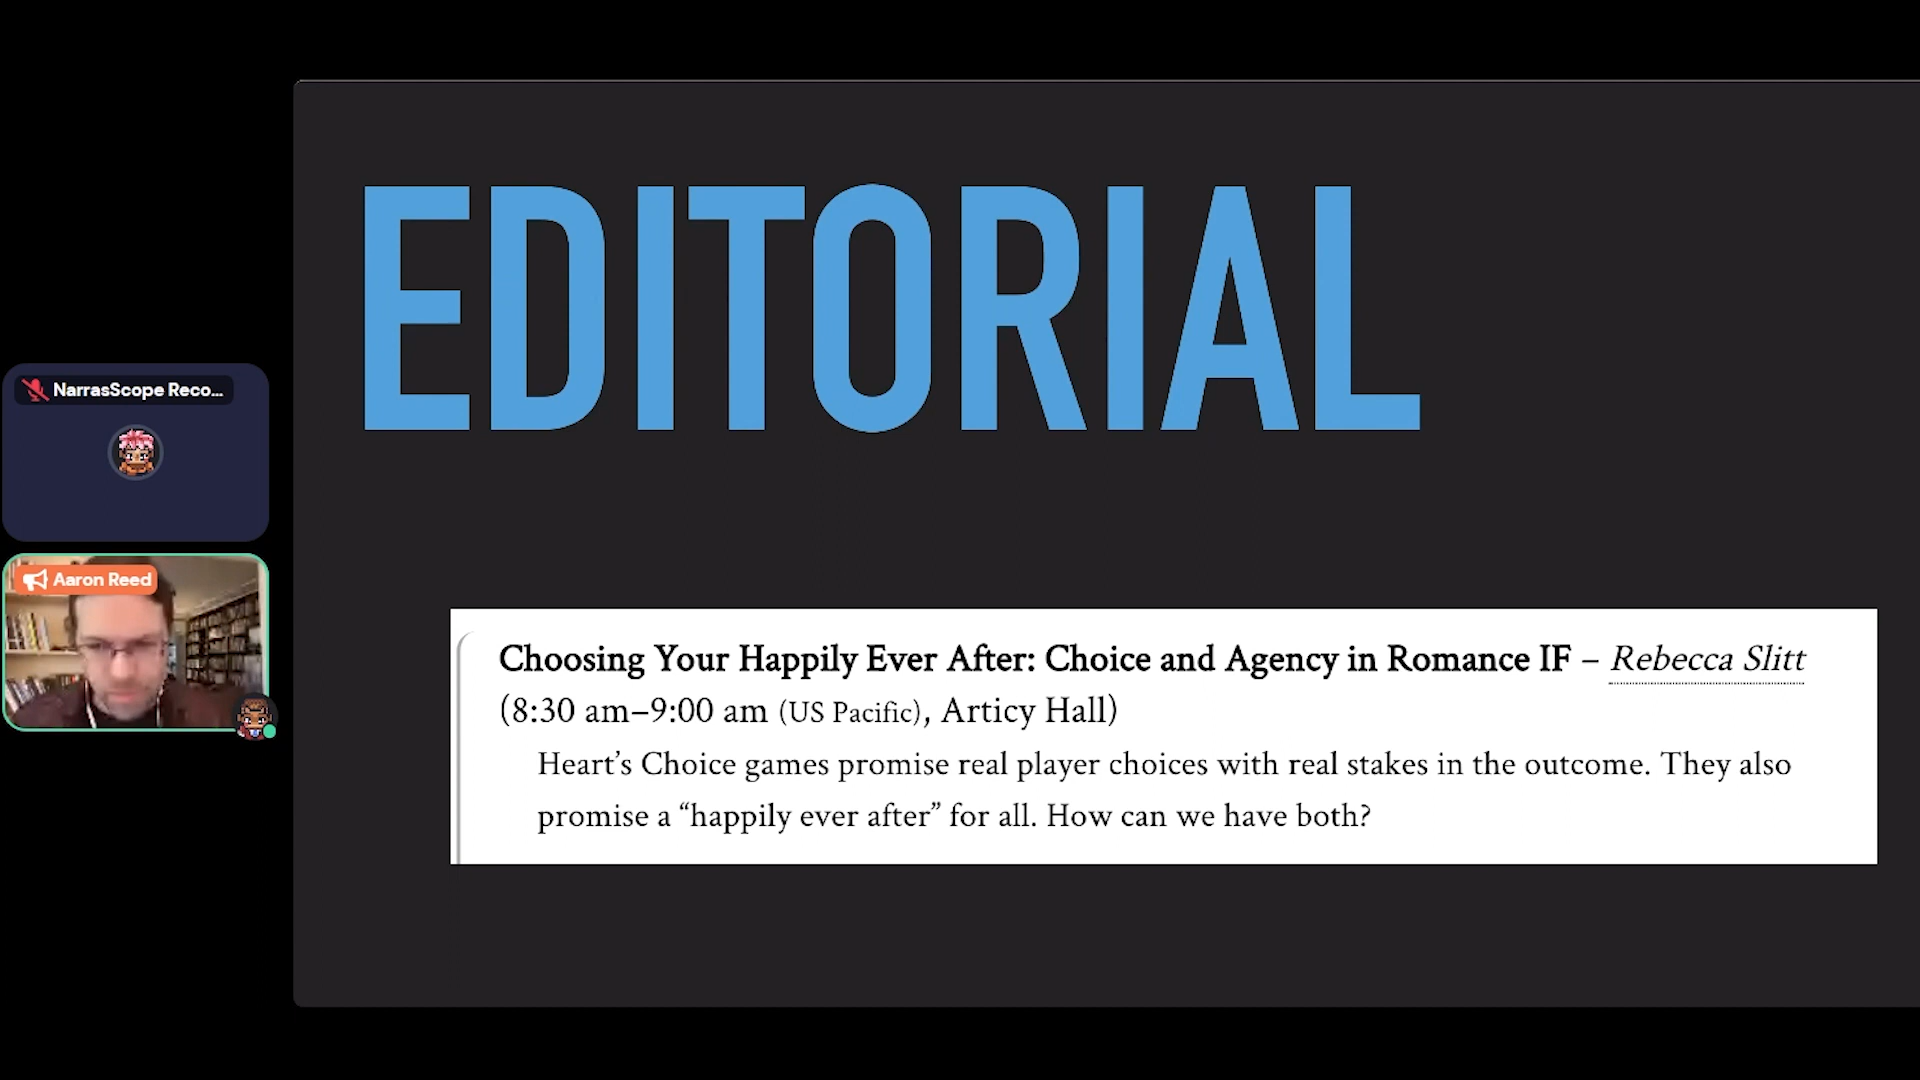 EDITORIAL
NarrasScope Reco...
Aaron Reed
Choosing Your Happily Ever After: Choice and Agency in Romance IF – Rebecca Slitt
(8:30 am–9:00 am (US Pacific), Articy Hall)
Heart’s Choice games promise real player choices with real stakes in the outcome. They also
promise a “happily ever after” for all. How can we have both?